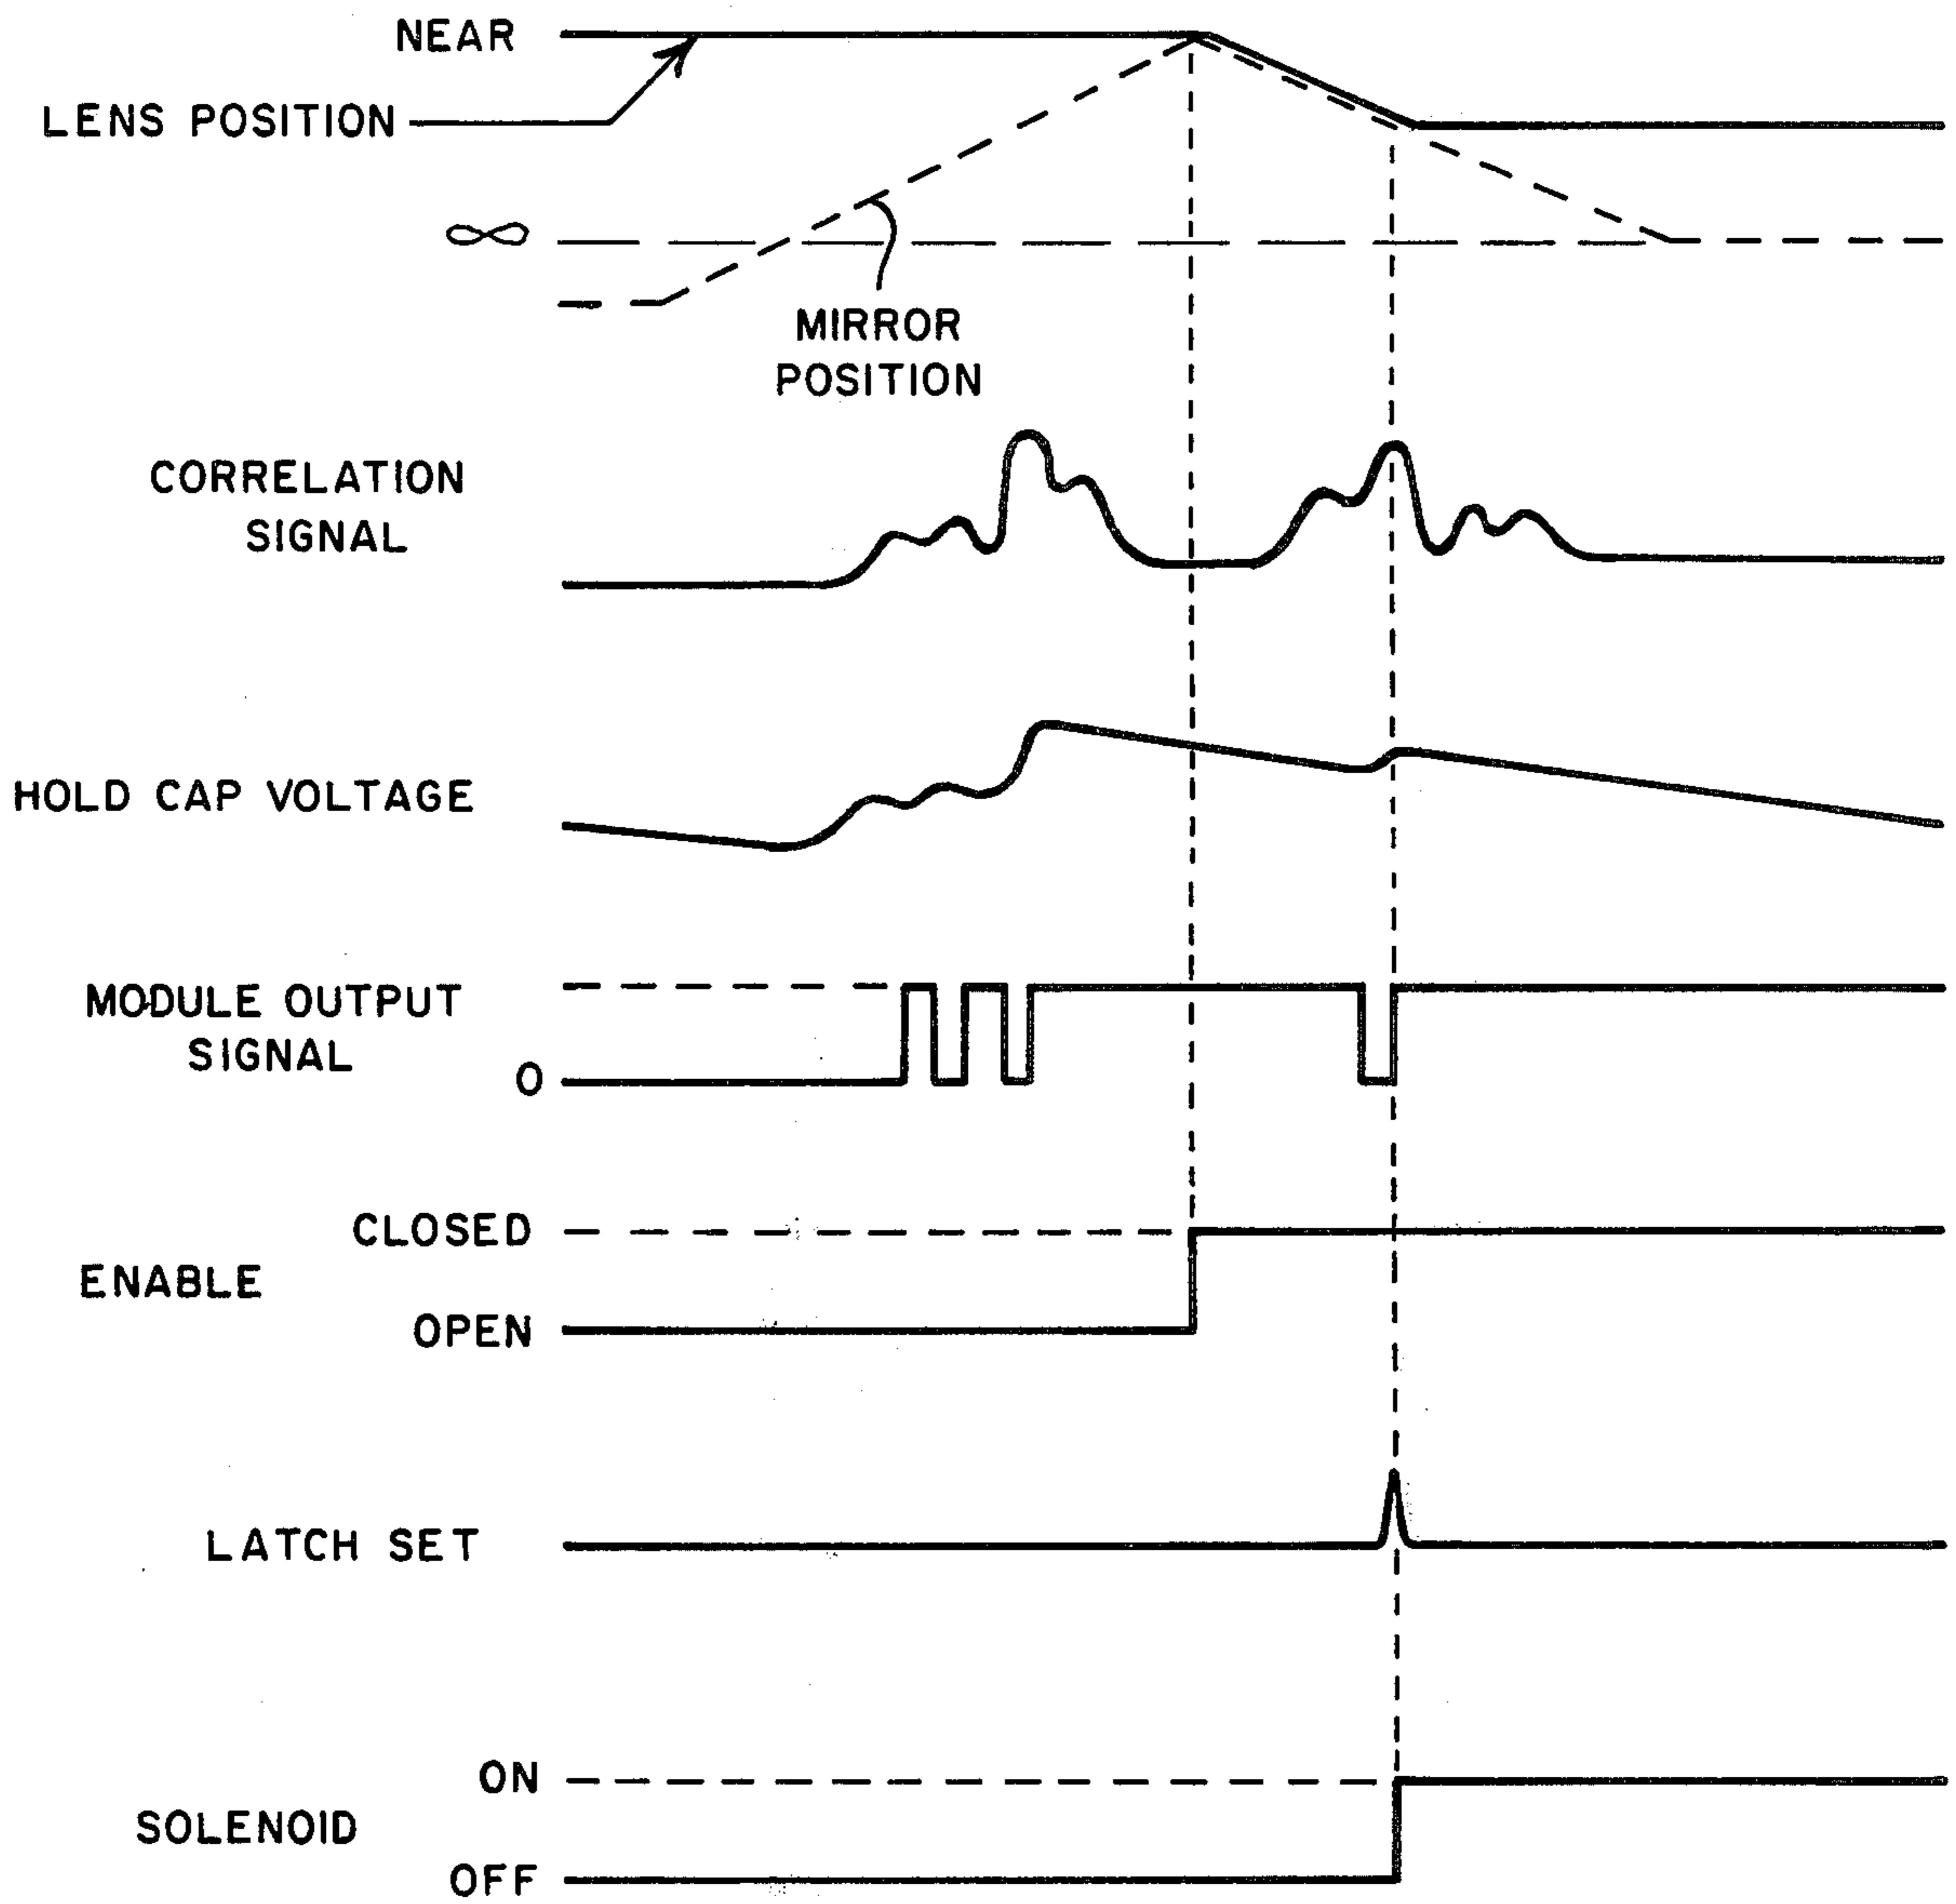 NEAR
LENS POSITION
∞
MIRROR
POSITION
CORRELATION
SIGNAL
HOLD CAP VOLTAGE
MODULE OUTPUT
SIGNAL
0
CLOSED
ENABLE
OPEN
LATCH SET
ON
SOLENOID
OFF